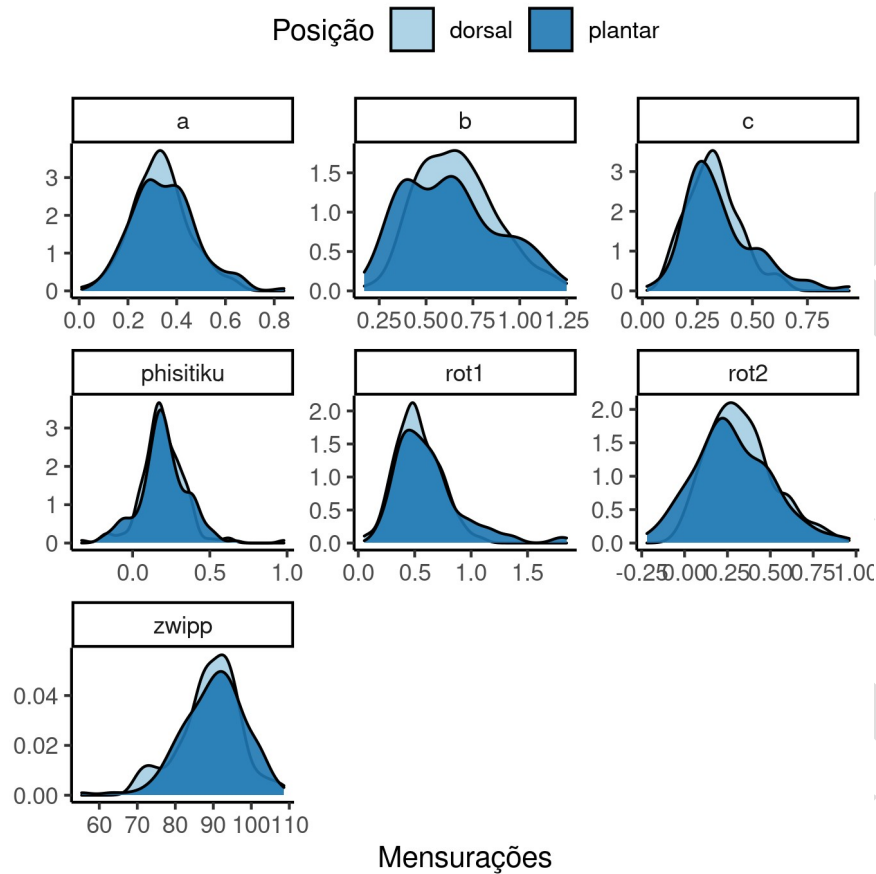 Posição dorsal plantar
a b c
3 2 1 0
1.5 1.0 0.5 0.0
3 2 1 0
0.0 0.2 0.4 0.6 0.8
0.25 0.50 0.75 1.00 1.25
0.00 0.25 0.50 0.75
phisitiku rot1 rot2
3 2 1 0
2.0 1.5 1.0 0.5 0.0
2.0 1.5 1.0 0.5 0.0
0.0 0.5 1.0
0.0 0.5 1.0 1.5
-0.25 0.00 0.25 0.50 0.75 1.00
zwipp
0.04
0.02
0.00
60 70 80 90 100 110
Mensurações